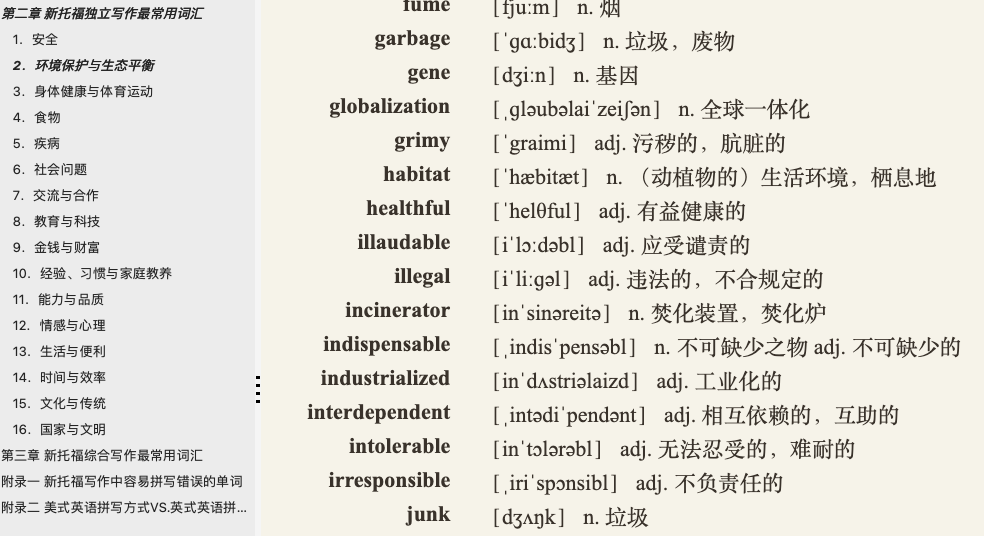 第二章 新托福独立写作最常用词汇
1. 安全
2. 环境保护与生态平衡
3. 身体健康与体育运动
4. 食物
5. 疾病
6. 社会问题
7. 交流与合作
8. 教育与科技
9. 金钱与财富
10. 经验、习惯与家庭教养
11. 能力与品质
12. 情感与心理
13. 生活与便利
14. 时间与效率
15. 文化与传统
16. 国家与文明
第三章 新托福综合写作最常用词汇
附录一 新托福写作中容易拼写错误的单词
附录二 美式英语拼写方式VS.英式英语拼...
fume [fjuːm] n. 烟
garbage [ˈɡɑːbidʒ] n. 垃圾，废物
gene [dʒiːn] n. 基因
globalization [ˌɡləubəlaiˈzeiʃən] n. 全球一体化
grimy [ˈɡraimi] adj. 污秽的，肮脏的
habitat [ˈhæbitæt] n. （动植物的）生活环境，栖息地
healthful [ˈhelθful] adj. 有益健康的
illaudable [iˈlɔːdəbl] adj. 应受谴责的
illegal [iˈliːɡəl] adj. 违法的，不合规定的
incinerator [inˈsinəreitə] n. 焚化装置，焚化炉
indispensable [ˌindisˈpensəbl] n. 不可缺少之物 adj. 不可缺少的
industrialized [inˈdʌstriəlaizd] adj. 工业化的
interdependent [ˌintədiˈpendənt] adj. 相互依赖的，互助的
intolerable [inˈtɔlərəbl] adj. 无法忍受的，难耐的
irresponsible [ˌiriˈspɔnsibl] adj. 不负责任的
junk [dʒʌŋk] n. 垃圾